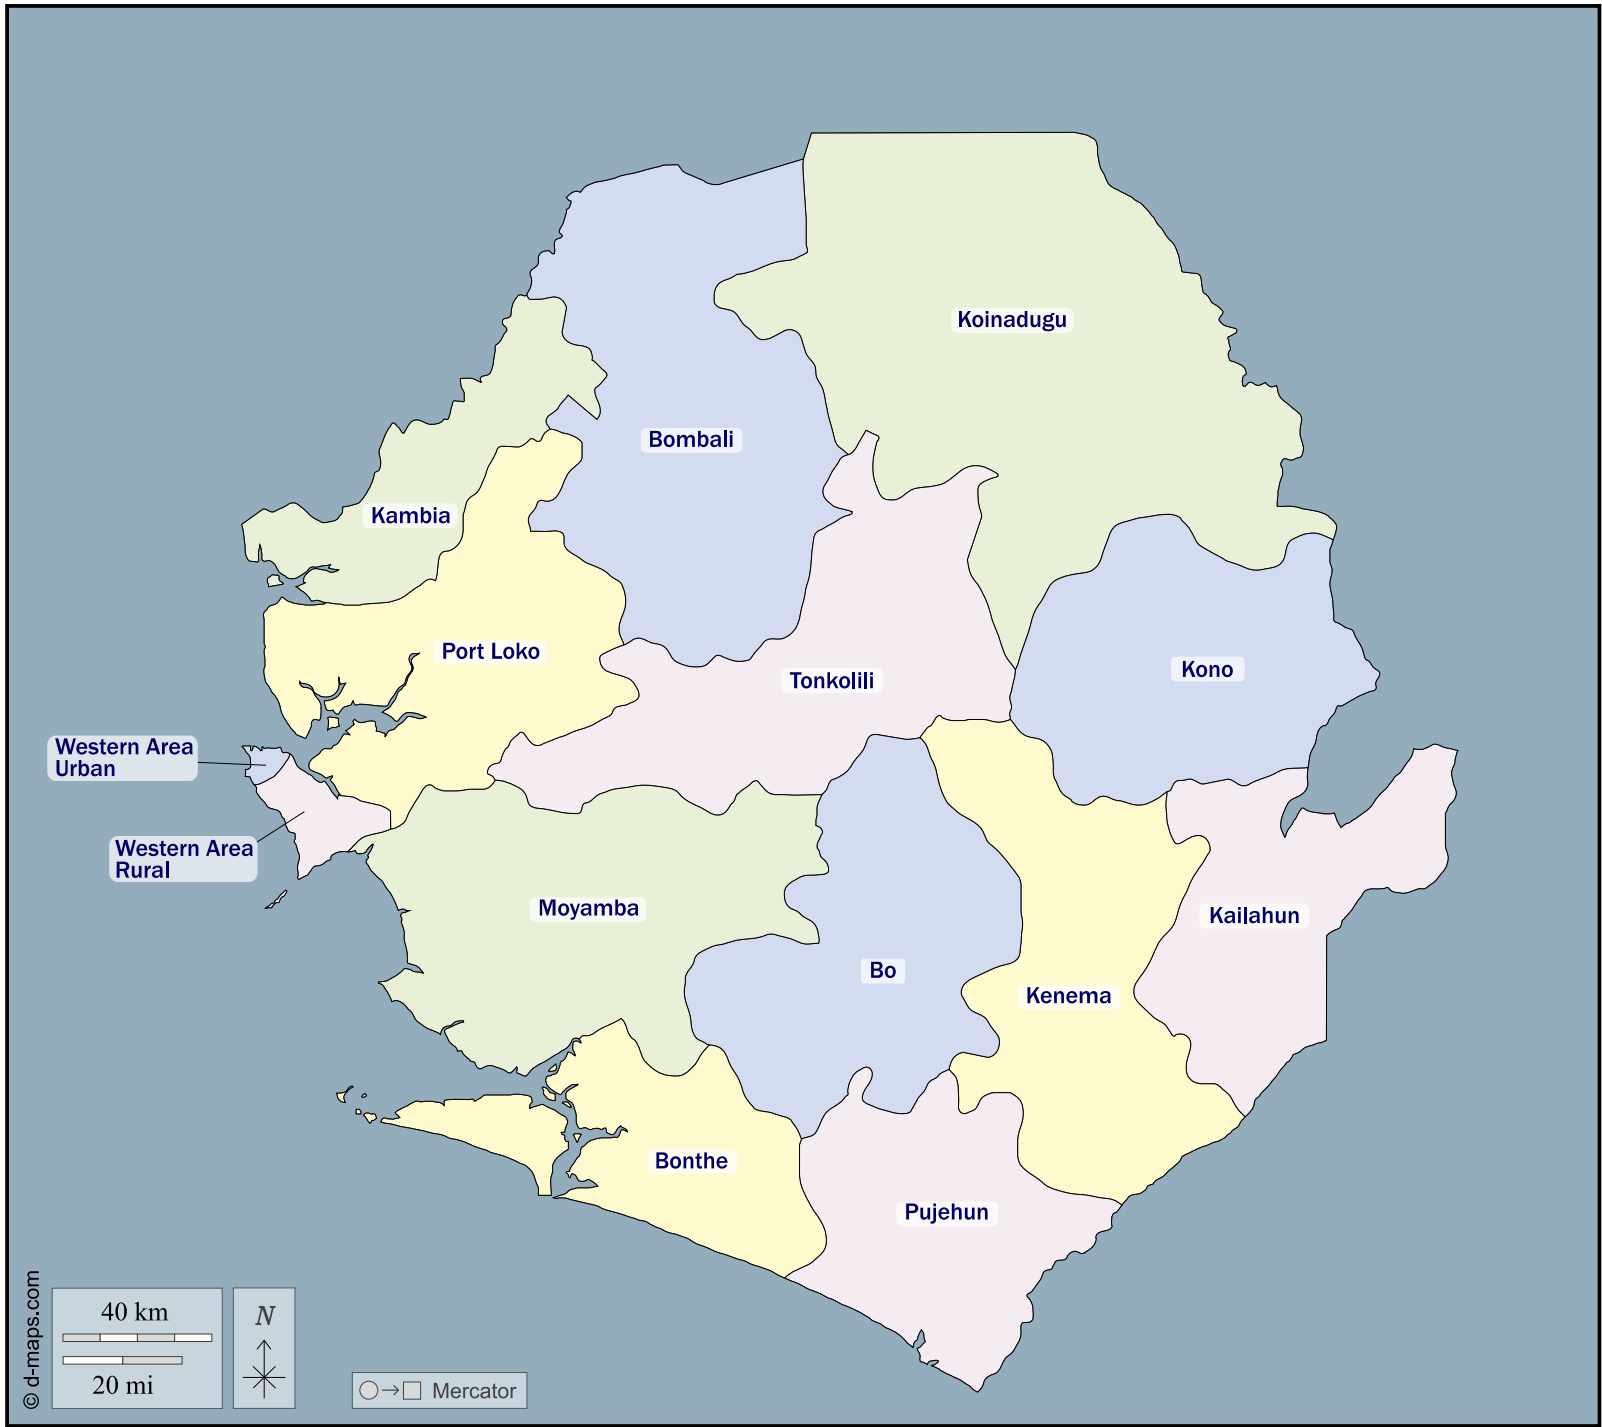 Koinadugu
Bombali
Kambia
Port Loko
Kono
Tonkolili
Western Area
Urban
Western Area
Rural
Moyamba
Kailahun
Bo
Kenema
Bonthe
Pujehun
© d-maps.com
40 km
20 mi
N
Mercator